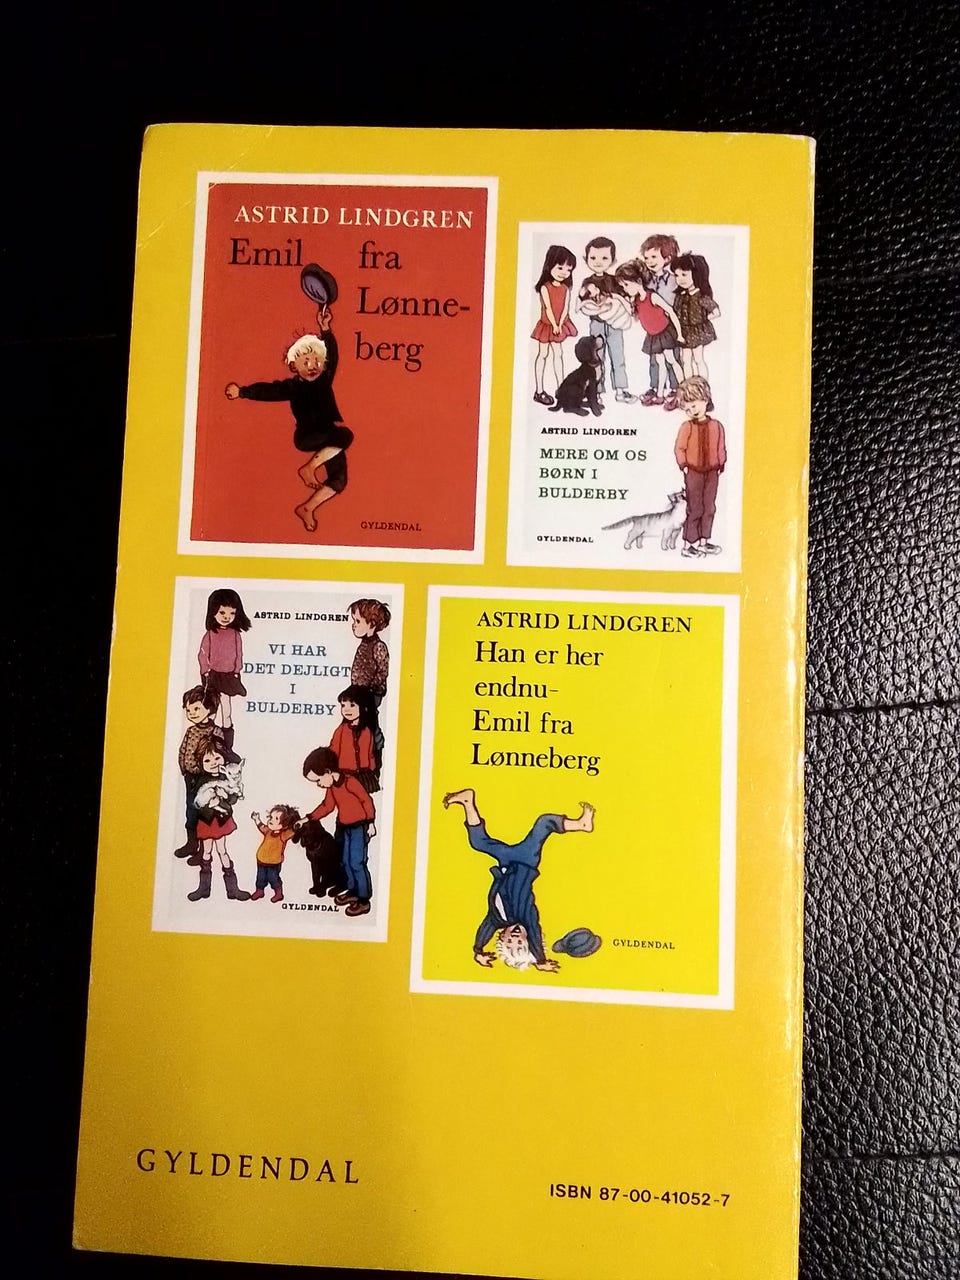 ASTRID LINDGREN
Emil fra
Lønne-
berg
GYLDENDAL
ASTRID LINDGREN
MERE OM OS
BØRN I
BULDERBY
GYLDENDAL
ASTRID LINDGREN
VI HAR
DET DEJLIGT
I
BULDERBY
GYLDENDAL
ASTRID LINDGREN
Han er her
endnu-
Emil fra
Lønneberg
GYLDENDAL
GYLDENDAL
ISBN 87-00-41052-7